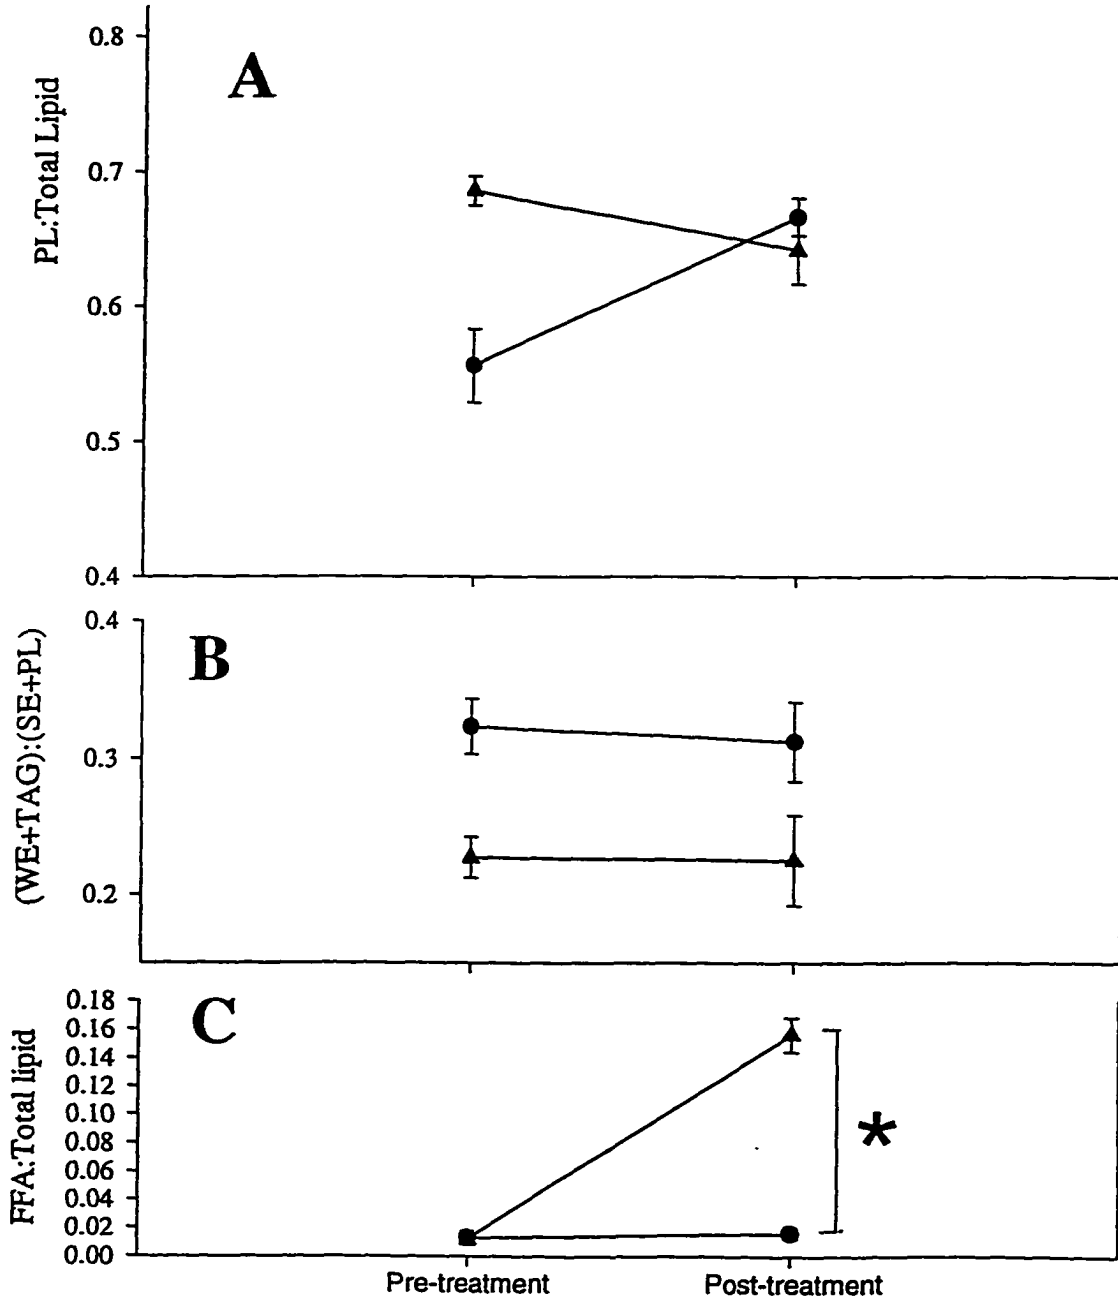 A
PL:Total Lipid
0.8
0.7
0.6
0.5
0.4
B
(WE+TAG):(SE+PL)
0.4
0.3
0.2
C
FFA:Total lipid
0.18
0.16
0.14
0.12
0.10
0.08
0.06
0.04
0.02
0.00
*
Pre-treatment Post-treatment